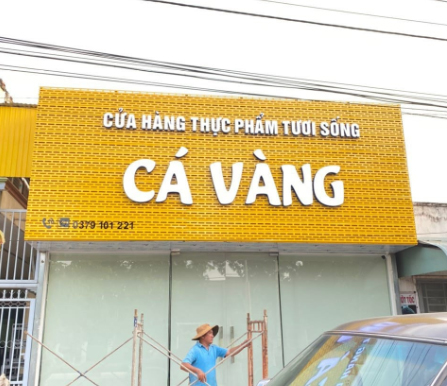 CỬA HÀNG THỰC PHẨM TƯƠI SỐNG
CÁ VÀNG
0379 101 221